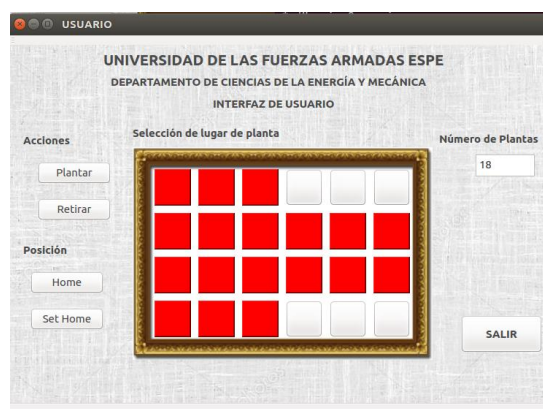 USUARIO
UNIVERSIDAD DE LAS FUERZAS ARMADAS ESPE
DEPARTAMENTO DE CIENCIAS DE LA ENERGÍA Y MECÁNICA
INTERFAZ DE USUARIO
Acciones
Selección de lugar de planta
Número de Plantas
Plantar
18
Retirar
Posición
Home
Set Home
SALIR